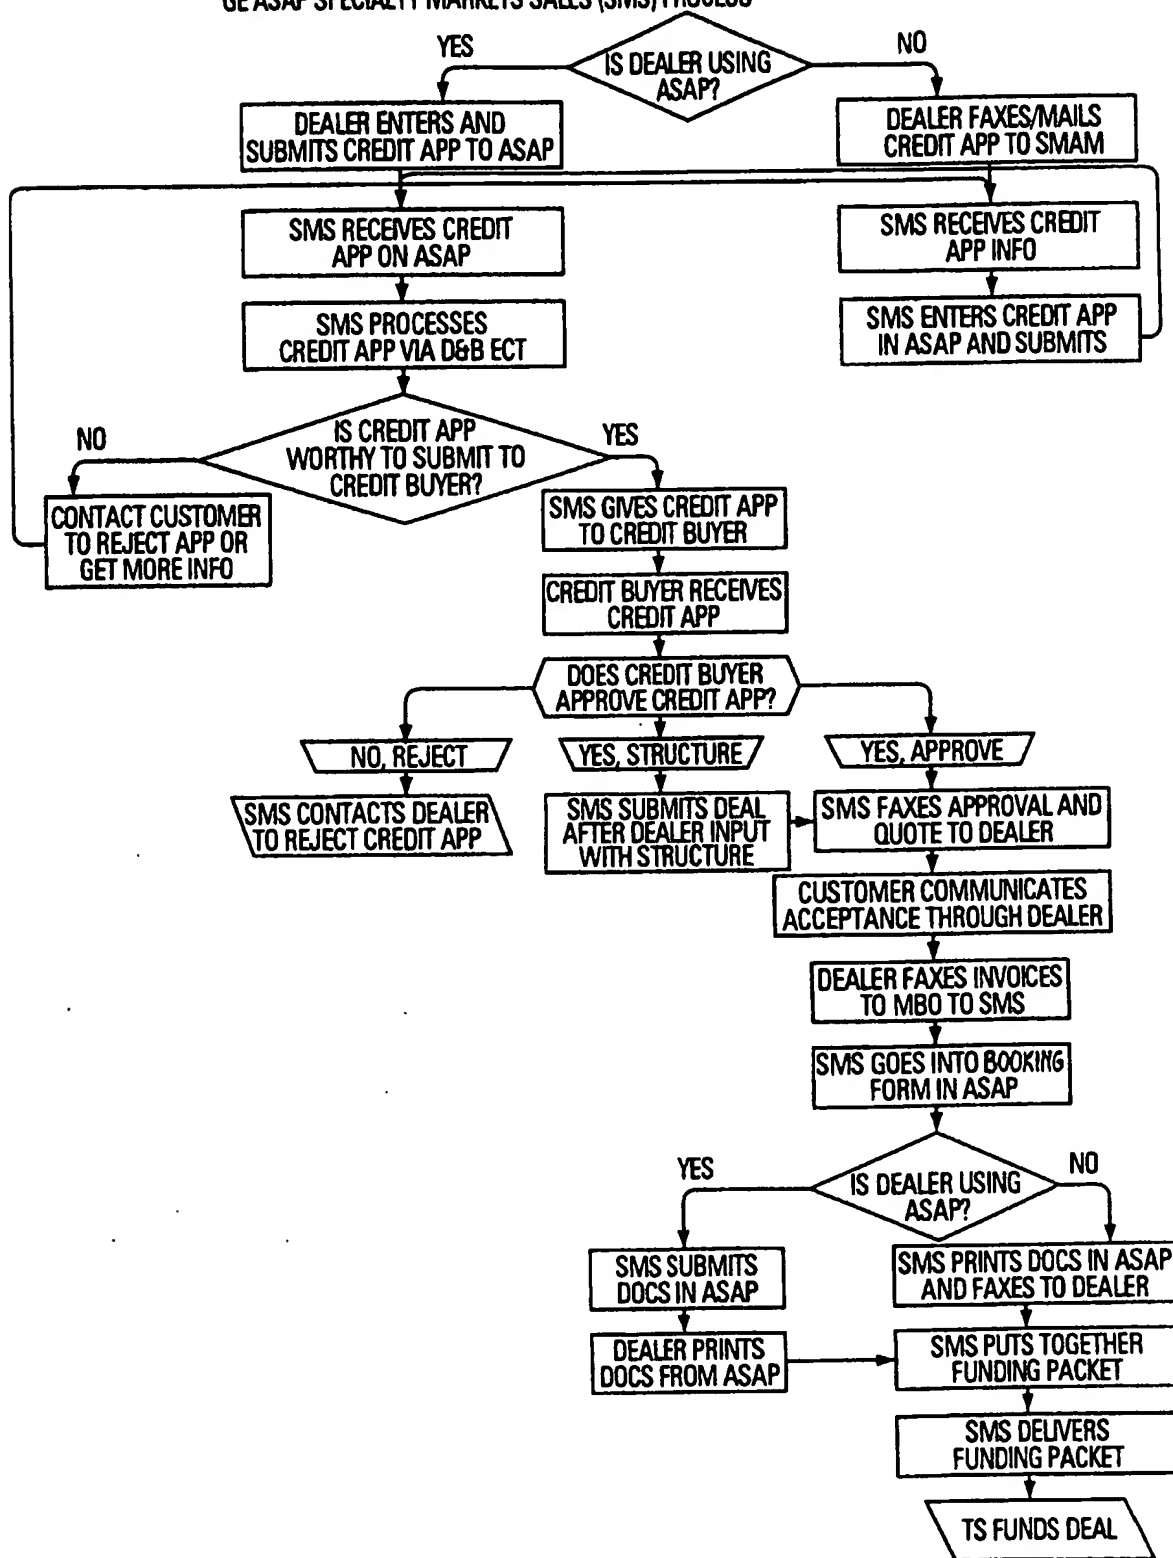 GE ASAP SPECIALTY MARKETS SALES (SMS) PROCESS
IS DEALER USING
ASAP?
YES
NO
DEALER ENTERS AND
SUBMITS CREDIT APP TO ASAP
DEALER FAXES/MAILS
CREDIT APP TO SMAM
SMS RECEIVES CREDIT
APP ON ASAP
SMS RECEIVES CREDIT
APP INFO
SMS PROCESSES
CREDIT APP VIA D&B ECT
SMS ENTERS CREDIT APP
IN ASAP AND SUBMITS
IS CREDIT APP
WORTHY TO SUBMIT TO
CREDIT BUYER?
NO
YES
CONTACT CUSTOMER
TO REJECT APP OR
GET MORE INFO
SMS GIVES CREDIT APP
TO CREDIT BUYER
CREDIT BUYER RECEIVES
CREDIT APP
DOES CREDIT BUYER
APPROVE CREDIT APP?
NO, REJECT
YES, STRUCTURE
YES, APPROVE
SMS CONTACTS DEALER
TO REJECT CREDIT APP
SMS SUBMITS DEAL
AFTER DEALER INPUT
WITH STRUCTURE
SMS FAXES APPROVAL AND
QUOTE TO DEALER
CUSTOMER COMMUNICATES
ACCEPTANCE THROUGH DEALER
DEALER FAXES INVOICES
TO MBO TO SMS
SMS GOES INTO BOOKING
FORM IN ASAP
IS DEALER USING
ASAP?
YES
NO
SMS SUBMITS
DOCS IN ASAP
SMS PRINTS DOCS IN ASAP
AND FAXES TO DEALER
DEALER PRINTS
DOCS FROM ASAP
SMS PUTS TOGETHER
FUNDING PACKET
SMS DELIVERS
FUNDING PACKET
TS FUNDS DEAL